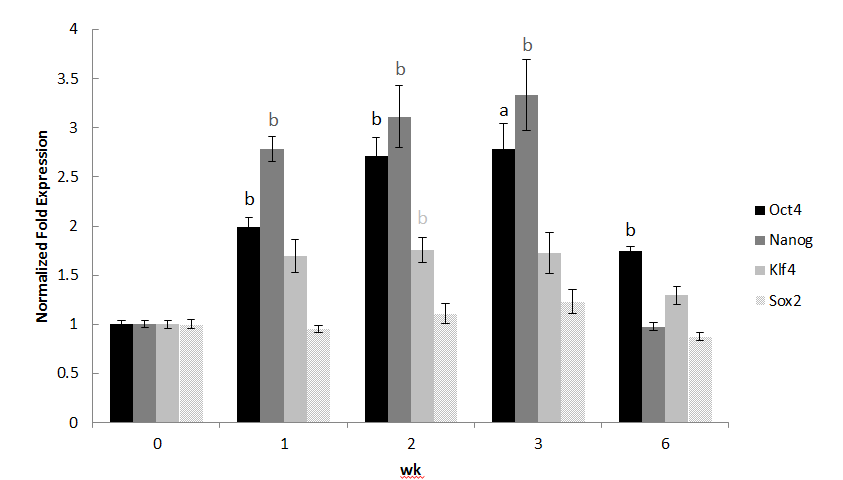 4
3.5
3
2.5
2
1.5
1
0.5
0
Normalized Fold Expression
b
b
b
b
b
a
b
b
0
1
2
3
6
wk
Oct4
Nanog
Klf4
Sox2